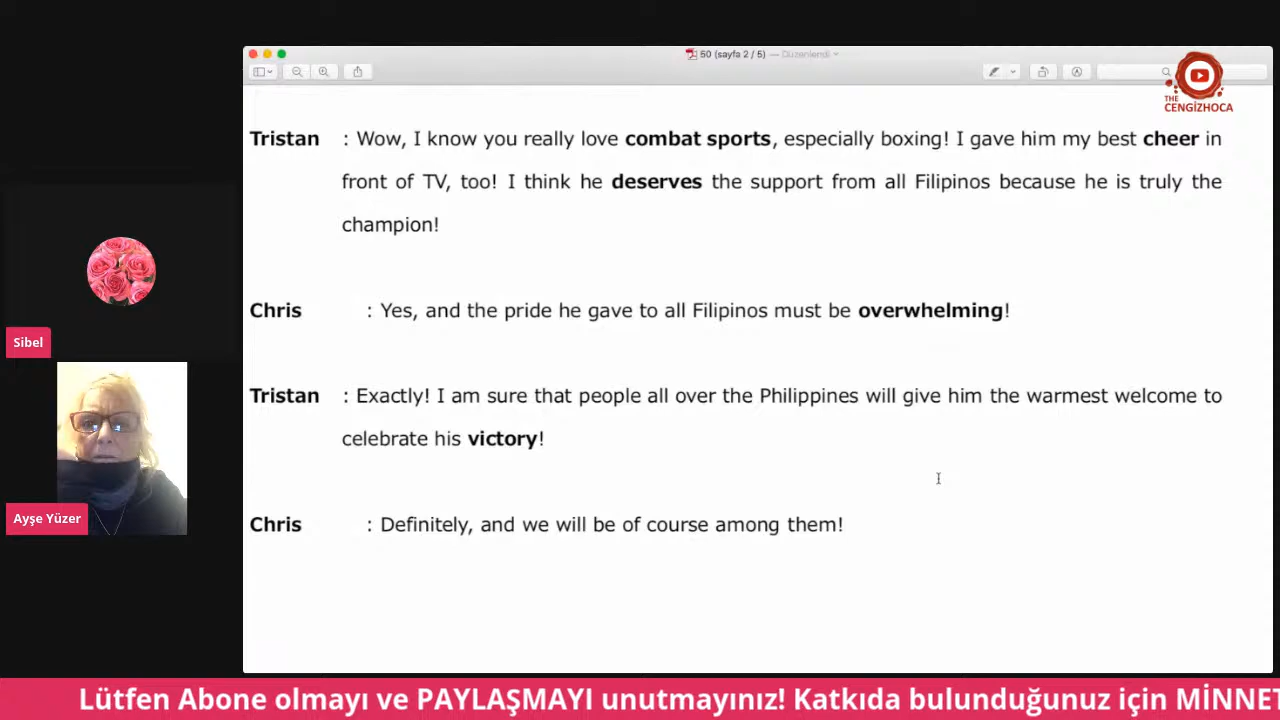 50 (sayfa 2 / 5) — Düzenlendi
THE
CENGİZHOCA
Tristan : Wow, I know you really love combat sports, especially boxing! I gave him my best cheer in
front of TV, too! I think he deserves the support from all Filipinos because he is truly the
champion!
Chris : Yes, and the pride he gave to all Filipinos must be overwhelming!
Tristan : Exactly! I am sure that people all over the Philippines will give him the warmest welcome to
celebrate his victory!
Chris : Definitely, and we will be of course among them!
Sibel
Ayşe Yüzer
Lütfen Abone olmayı ve PAYLAŞMAYI unutmayınız! Katkıda bulunduğunuz için MİNNET